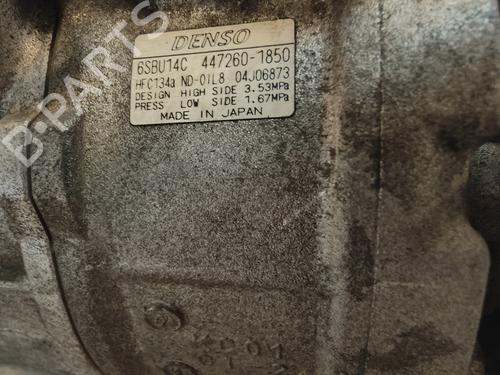 DENSO
6SBU14C 447260-1850
HFC134a ND-OIL8 04J06873
DESIGN HIGH SIDE 3.53MPa
PRESS LOW SIDE 1.67MPa
MADE IN JAPAN
B-PARTS